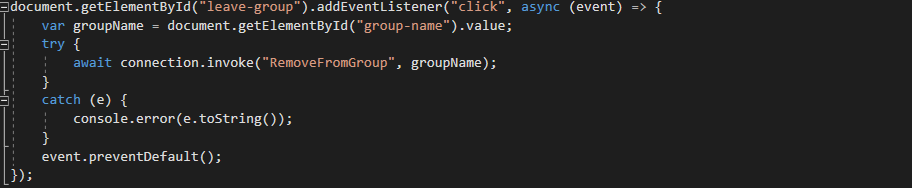 document.getElementById("leave-group").addEventListener("click", async (event) => {
    var groupName = document.getElementById("group-name").value;
    try {
        await connection.invoke("RemoveFromGroup", groupName);
    }
    catch (e) {
        console.error(e.toString());
    }
    event.preventDefault();
});